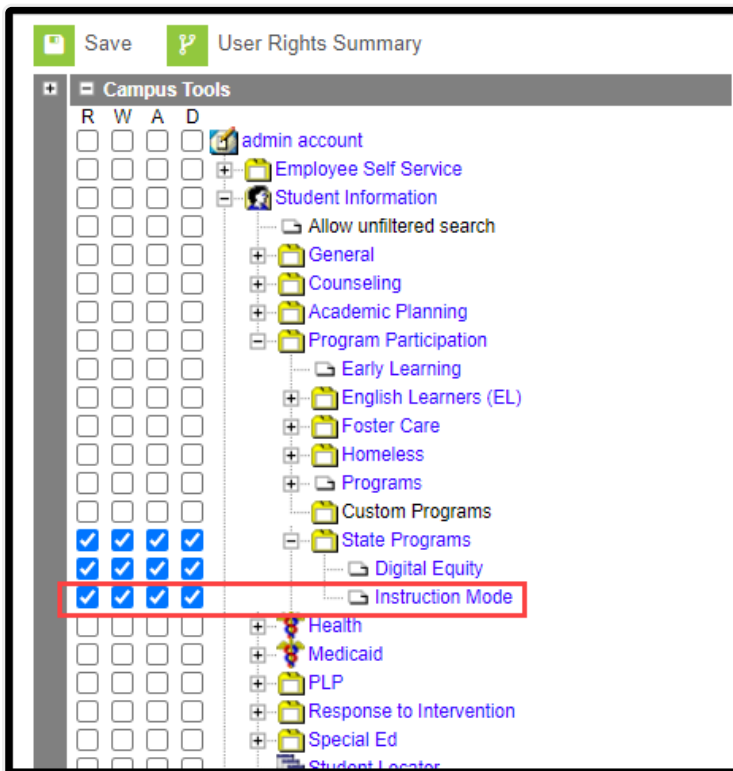 Save User Rights Summary
Campus Tools
R W A D
admin account
Employee Self Service
Student Information
Allow unfiltered search
General
Counseling
Academic Planning
Program Participation
Early Learning
English Learners (EL)
Foster Care
Homeless
Programs
Custom Programs
State Programs
Digital Equity
Instruction Mode
Health
Medicaid
PLP
Response to Intervention
Special Ed
Student Locator